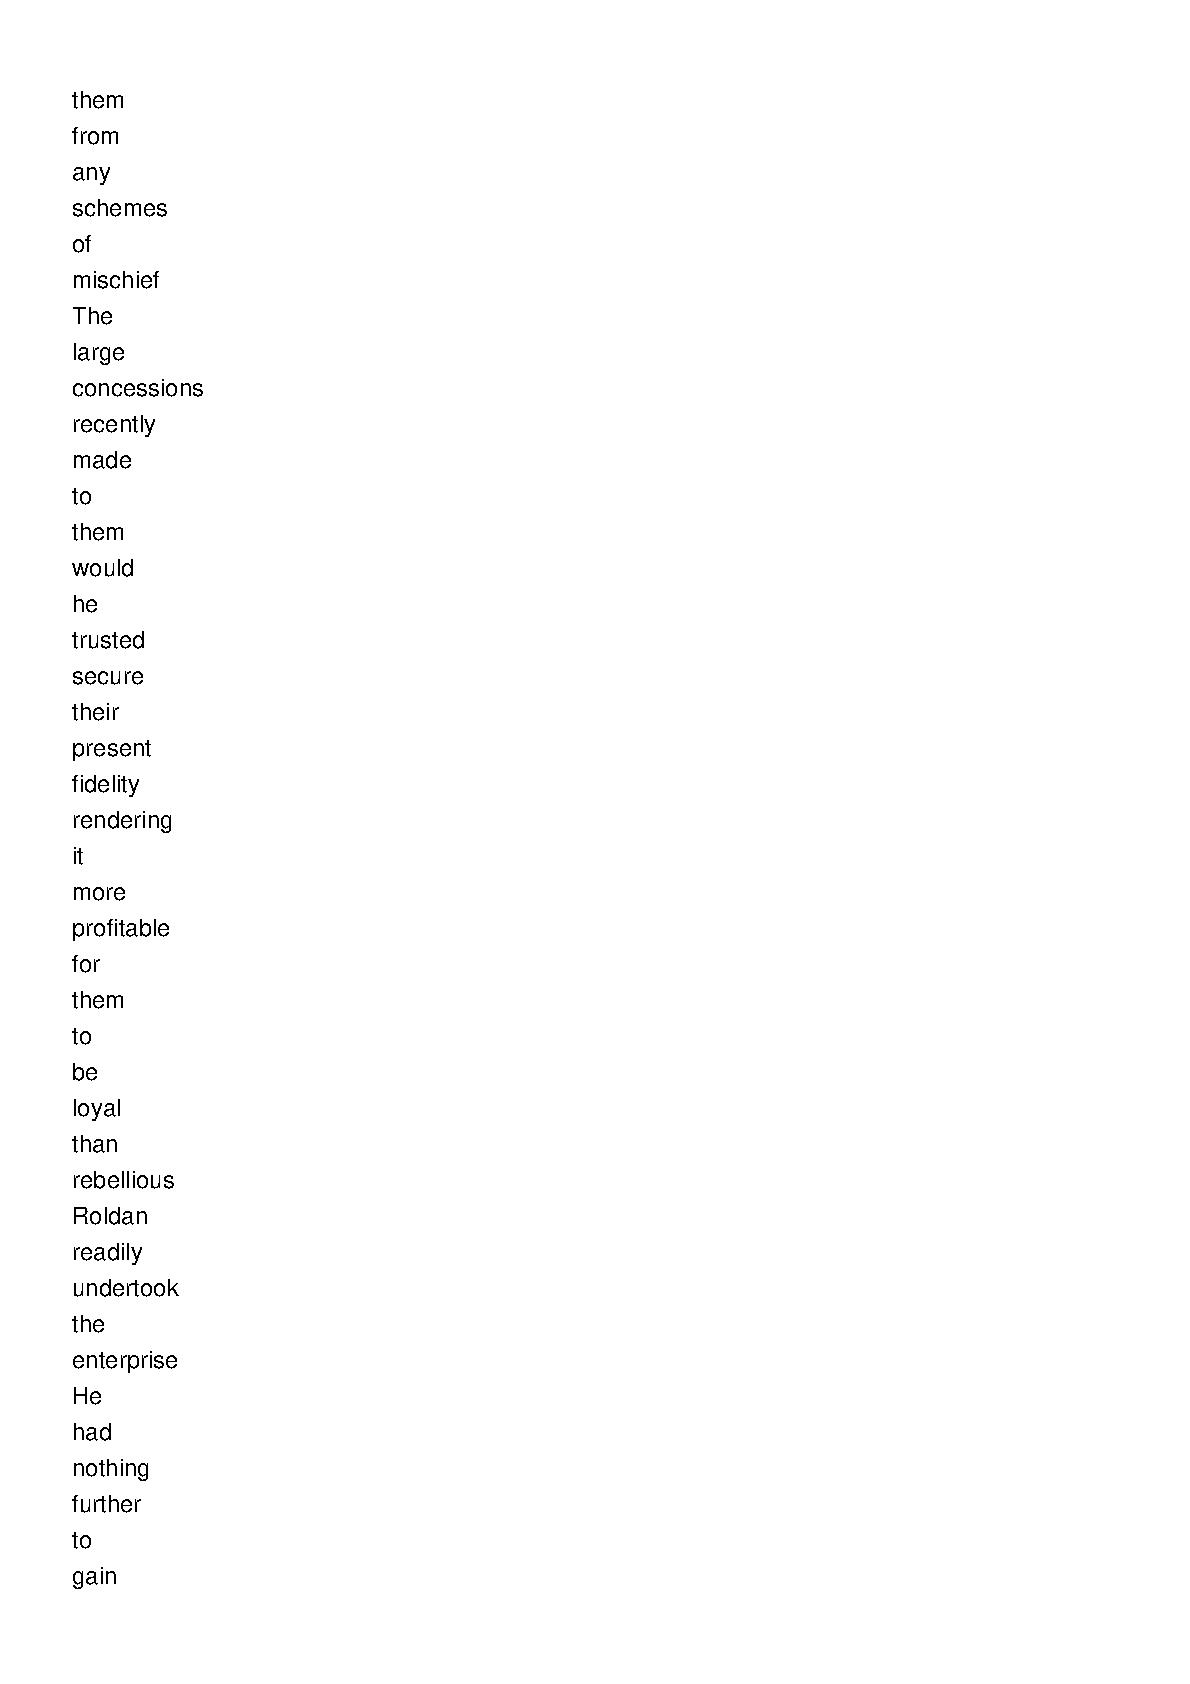 them
from
any
schemes
of
mischief
The
large
concessions
recently
made
to
them
would
he
trusted
secure
their
present
fidelity
rendering
it
more
profitable
for
them
to
be
loyal
than
rebellious
Roldan
readily
undertook
the
enterprise
He
had
nothing
further
to
gain